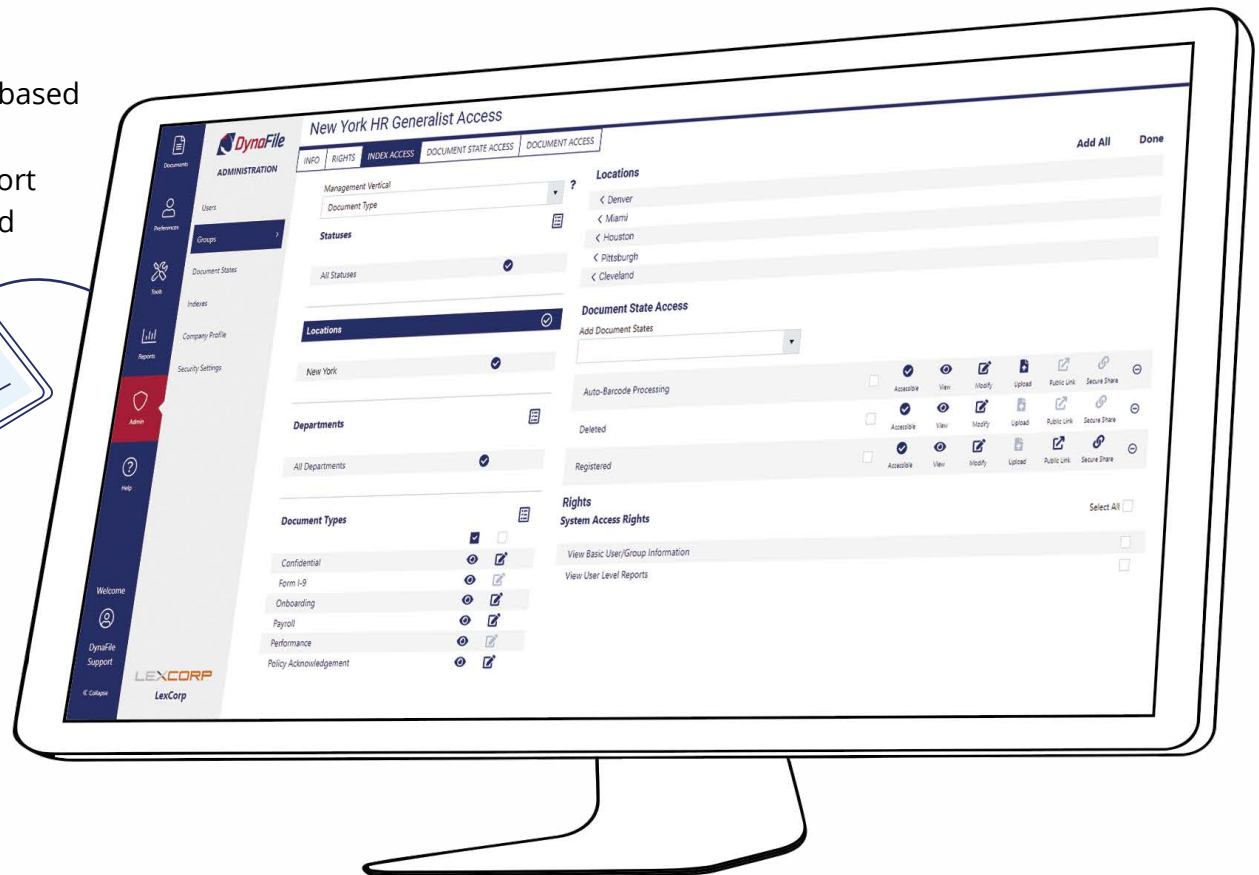 based
ort
d
Documents
Preferences
Tools
Reports
Admin
Help
Welcome
DynaFile
Support
« Collapse
DynaFile
ADMINISTRATION
Users
Groups
Document States
Indexes
Company Profile
Security Settings
LEXCORP
LexCorp
New York HR Generalist Access
INFO RIGHTS INDEX ACCESS DOCUMENT STATE ACCESS DOCUMENT ACCESS
Management Vertical
Document Type
?
Statuses
All Statuses
Locations
New York
Departments
All Departments
Document Types
Confidential
Form I-9
Onboarding
Payroll
Performance
Policy Acknowledgement
Add All Done
Locations
< Denver
< Miami
< Houston
< Pittsburgh
< Cleveland
Document State Access
Add Document States
Auto-Barcode Processing
Accessible View Modify Upload Public Link Secure Share
Deleted
Accessible View Modify Upload Public Link Secure Share
Registered
Accessible View Modify Upload Public Link Secure Share
Rights
System Access Rights
Select All
View Basic User/Group Information
View User Level Reports